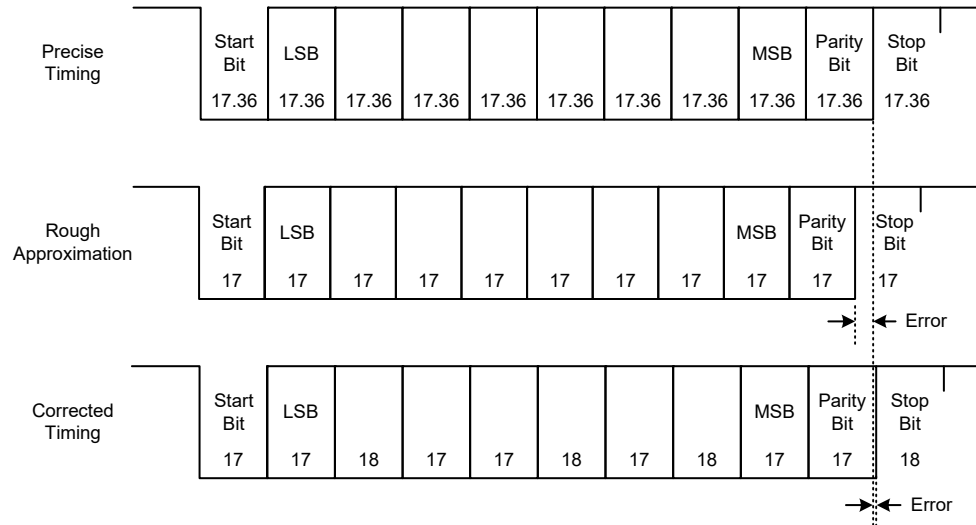 Precise
Timing
Start
Bit
LSB
MSB
Parity
Bit
Stop
Bit
17.36 17.36 17.36 17.36 17.36 17.36 17.36 17.36 17.36 17.36 17.36
Rough
Approximation
Start
Bit
LSB
MSB
Parity
Bit
Stop
Bit
17 17 17 17 17 17 17 17 17 17 17
Error
Corrected
Timing
Start
Bit
LSB
MSB
Parity
Bit
Stop
Bit
17 17 18 17 17 18 17 18 17 17 18
Error